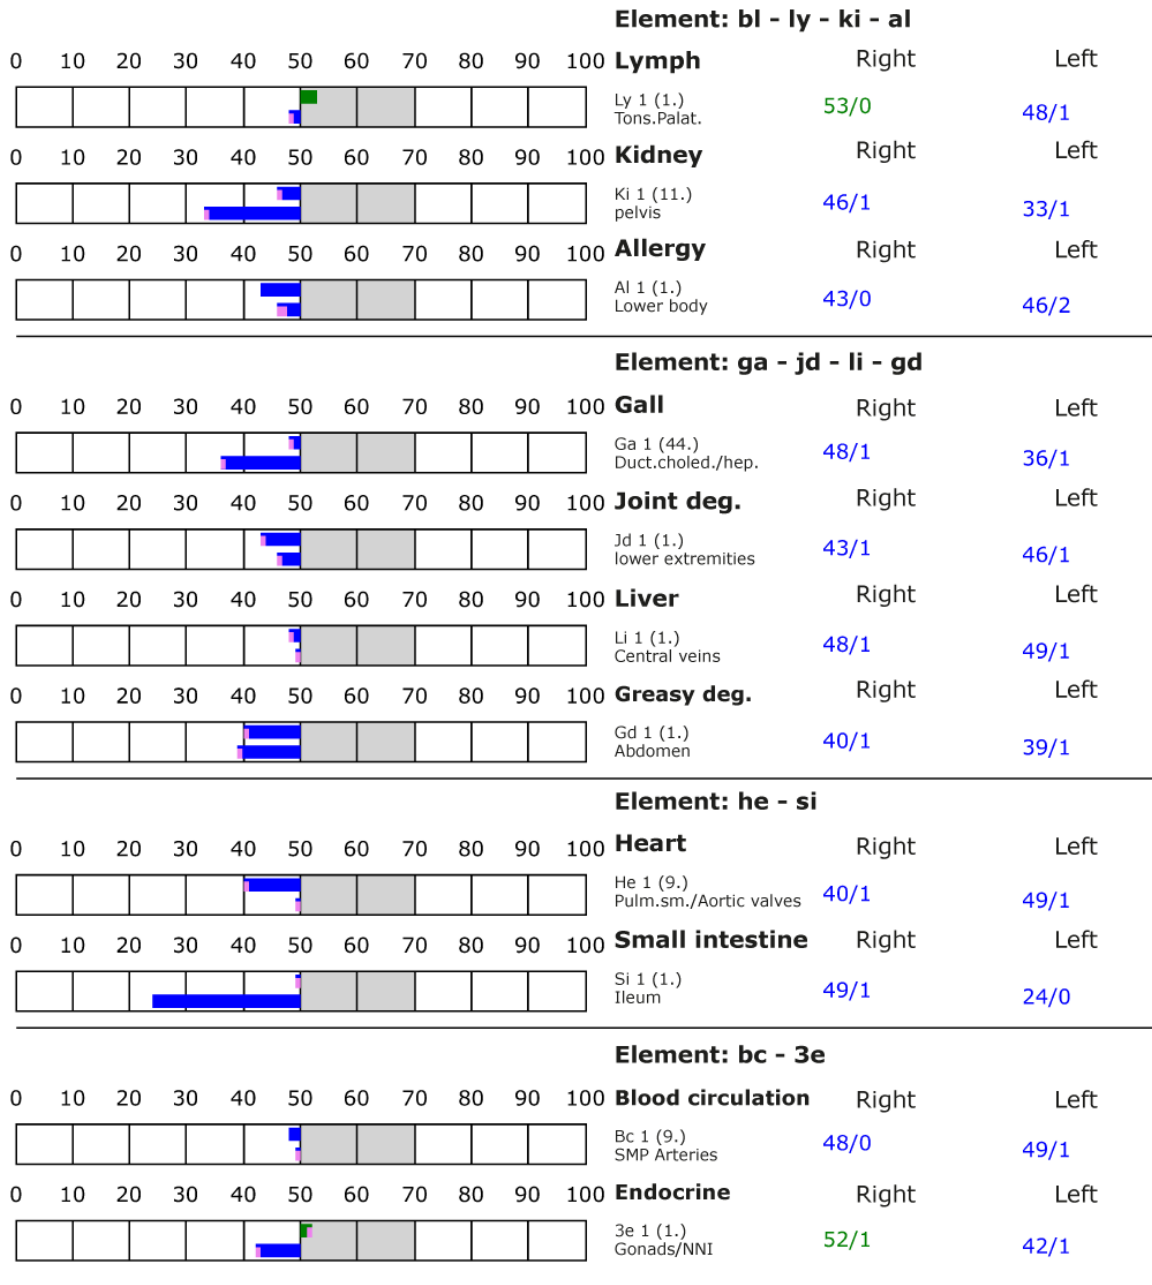 Element: bl - ly - ki - al
0 10 20 30 40 50 60 70 80 90 100 Lymph Right Left
Ly 1 (1.) 53/0 48/1
Tons.Palat.
0 10 20 30 40 50 60 70 80 90 100 Kidney Right Left
Ki 1 (11.) 46/1 33/1
pelvis
0 10 20 30 40 50 60 70 80 90 100 Allergy Right Left
Al 1 (1.) 43/0 46/2
Lower body
Element: ga - jd - li - gd
0 10 20 30 40 50 60 70 80 90 100 Gall Right Left
Ga 1 (44.) 48/1 36/1
Duct.choled./hep.
0 10 20 30 40 50 60 70 80 90 100 Joint deg. Right Left
Jd 1 (1.) 43/1 46/1
lower extremities
0 10 20 30 40 50 60 70 80 90 100 Liver Right Left
Li 1 (1.) 48/1 49/1
Central veins
0 10 20 30 40 50 60 70 80 90 100 Greasy deg. Right Left
Gd 1 (1.) 40/1 39/1
Abdomen
Element: he - si
0 10 20 30 40 50 60 70 80 90 100 Heart Right Left
He 1 (9.) 40/1 49/1
Pulm.sm./Aortic valves
0 10 20 30 40 50 60 70 80 90 100 Small intestine Right Left
Si 1 (1.) 49/1 24/0
Ileum
Element: bc - 3e
0 10 20 30 40 50 60 70 80 90 100 Blood circulation Right Left
Bc 1 (9.) 48/0 49/1
SMP Arteries
0 10 20 30 40 50 60 70 80 90 100 Endocrine Right Left
3e 1 (1.) 52/1 42/1
Gonads/NNI